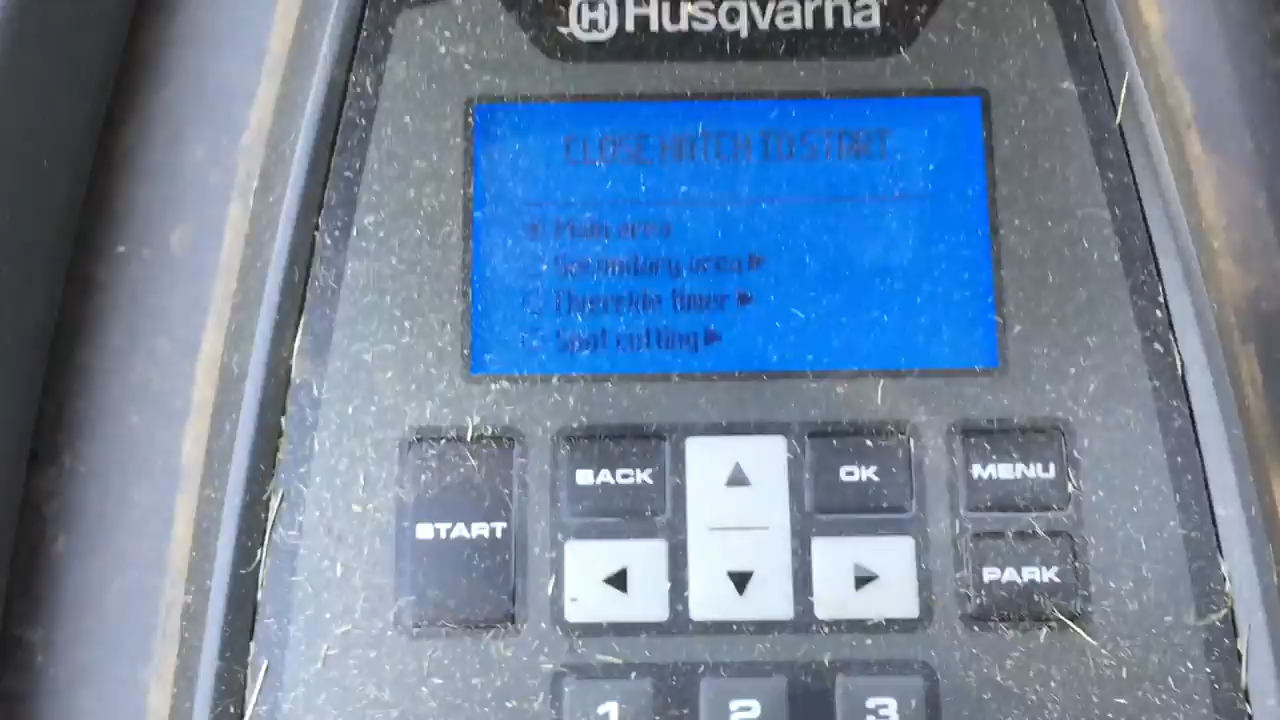 H Husqvarna
CLOSE HATCH TO START
Main area
Secondary area
Override timer
Spot cutting
START
BACK
OK
MENU
PARK
1 2 3